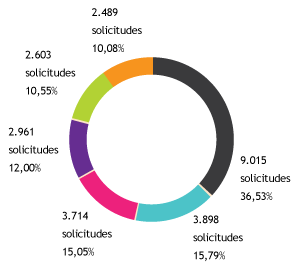 2.489
solicitudes
10,08%
2.603
solicitudes
10,55%
2.961
solicitudes
12,00%
3.714
solicitudes
15,05%
3.898
solicitudes
15,79%
9.015
solicitudes
36,53%